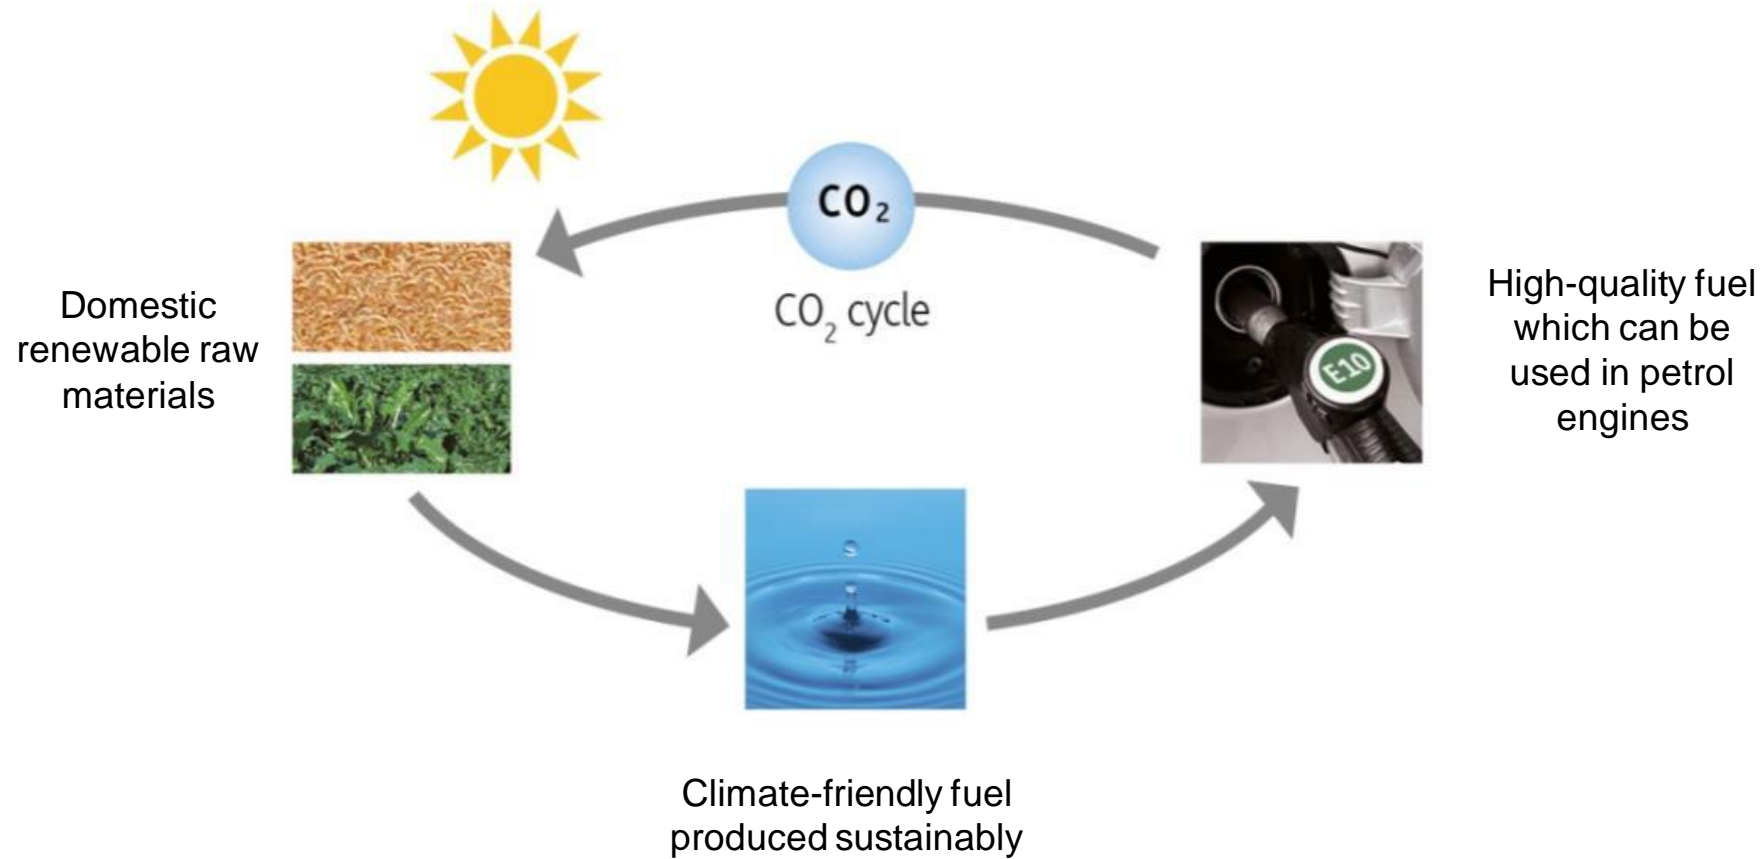 CO₂
CO₂ cycle
Domestic
renewable raw
materials
E10
High-quality fuel
which can be
used in petrol
engines
Climate-friendly fuel
produced sustainably